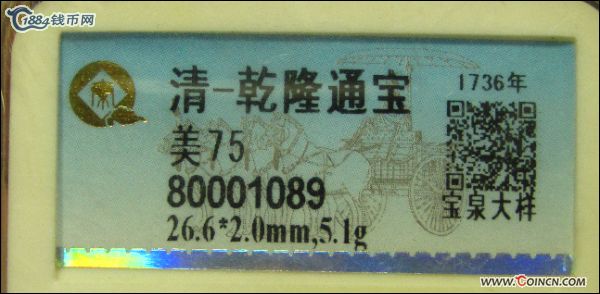 1884钱币网
清-乾隆通宝
1736年
美75
80001089
26.6*2.0mm,5.1g
宝泉大样
www.COINCN.com